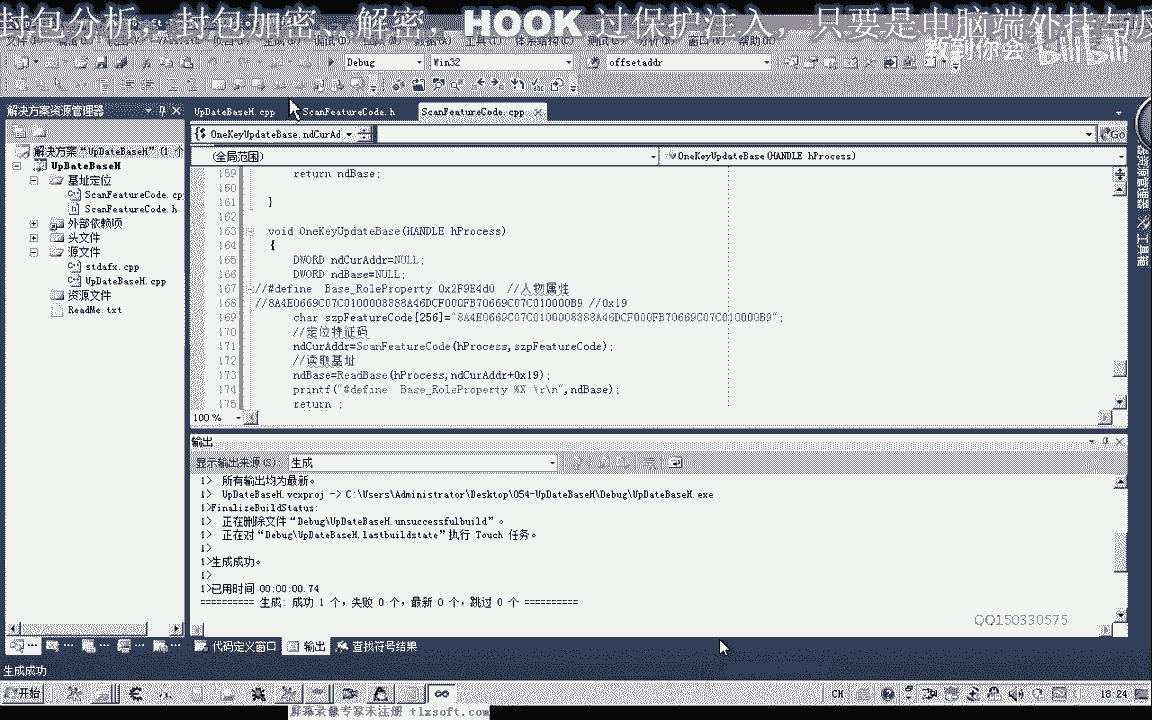 封包分析，封包加密、解密，HOOK 过保护注入，只要是电脑端外挂与反
教到你会 bilibili
Debug Win32 offsetaddr
解决方案资源管理器
UpDateBaseH.cpp ScanFeatureCode.h ScanFeatureCode.cpp
OneKeyUpdateBase.ndCurAd Go
(全局范围) OneKeyUpdateBase(HANDLE hProcess)
解决方案"UpDateBaseH"(1 个
UpDateBaseH
基址定位
ScanFeatureCode.cp
ScanFeatureCode.h
外部依赖项
头文件
源文件
stdafx.cpp
UpDateBaseH.cpp
资源文件
ReadMe.txt
159 return ndBase;
160
161 }
162
163 void OneKeyUpdateBase(HANDLE hProcess)
164 {
165 DWORD ndCurAddr=NULL;
166 DWORD ndBase=NULL;
167 //#define Base_RoleProperty 0x2F9E4d0 //人物属性
168 //8A4E0669C07C0100008888A46DCF000FB70669C07C010000B9 //0x19
169 char szpFeatureCode[256]="8A4E0669C07C0100008888A46DCF000FB70669C07C010000B9";
170 //定位特征码
171 ndCurAddr=ScanFeatureCode(hProcess,szpFeatureCode);
172 //读取基址
173 ndBase=ReadBase(hProcess,ndCurAddr+0x19);
174 printf("#define Base_RoleProperty %X \r\n",ndBase);
175 return ;
100 %
输出
显示输出来源(S): 生成
1> 所有输出均为最新。
1> UpDateBaseH.vcxproj -> C:\Users\Administrator\Desktop\054-UpDateBaseH\Debug\UpDateBaseH.exe
1>FinalizeBuildStatus:
1> 正在删除文件"Debug\UpDateBaseH.unsuccessfulbuild"。
1> 正在对"Debug\UpDateBaseH.lastbuildstate"执行 Touch 任务。
1>
1>生成成功。
1>
1>已用时间 00:00:00.74
========== 生成: 成功 1 个，失败 0 个，最新 0 个，跳过 0 个 ==========
QQ150330575
代码定义窗口 输出 查找符号结果
生成成功
开始 CH 18:24
屏幕录像专家未注册 tlxsoft.com
工具箱